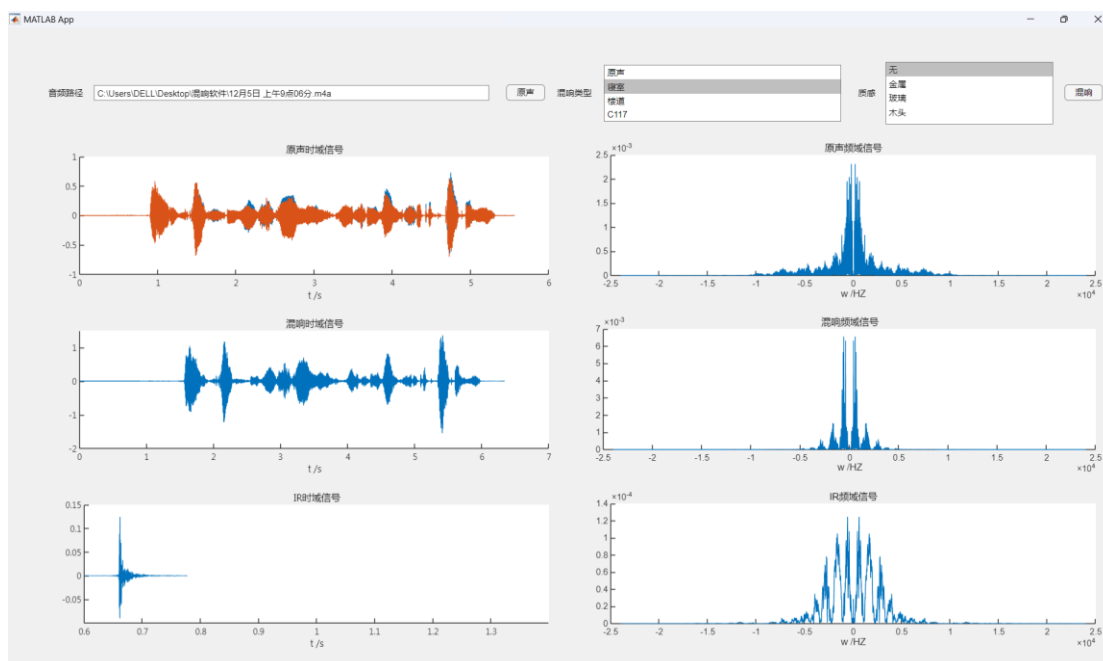 MATLAB App
音频路径 C:\Users\DELL\Desktop\混响软件\12月5日 上午9点06分.m4a 原声 混响类型
原声
寝室
楼道
C117
质感
无
金属
玻璃
木头
混响
原声时域信号
1
0.5
0
-0.5
-1
0 1 2 3 4 5 6
t /s
原声频域信号
×10⁻³
2.5
2
1.5
1
0.5
0
-2.5 -2 -1.5 -1 -0.5 0 0.5 1 1.5 2 2.5
w /HZ
×10⁴
混响时域信号
1
0
-1
-2
0 1 2 3 4 5 6 7
t /s
混响频域信号
×10⁻³
7
6
5
4
3
2
1
0
-2.5 -2 -1.5 -1 -0.5 0 0.5 1 1.5 2 2.5
w /HZ
×10⁴
IR时域信号
0.15
0.1
0.05
0
-0.05
0.6 0.7 0.8 0.9 1 1.1 1.2 1.3
t /s
IR频域信号
×10⁻⁴
1.4
1.2
1
0.8
0.6
0.4
0.2
0
-2.5 -2 -1.5 -1 -0.5 0 0.5 1 1.5 2 2.5
w /HZ
×10⁴